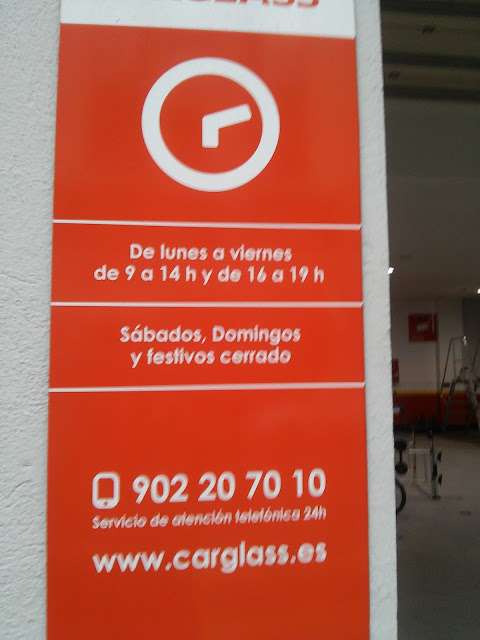 De lunes a viernes
de 9 a 14 h y de 16 a 19 h
Sábados, Domingos
y festivos cerrado
902 20 70 10
Servicio de atención telefónica 24h
www.carglass.es